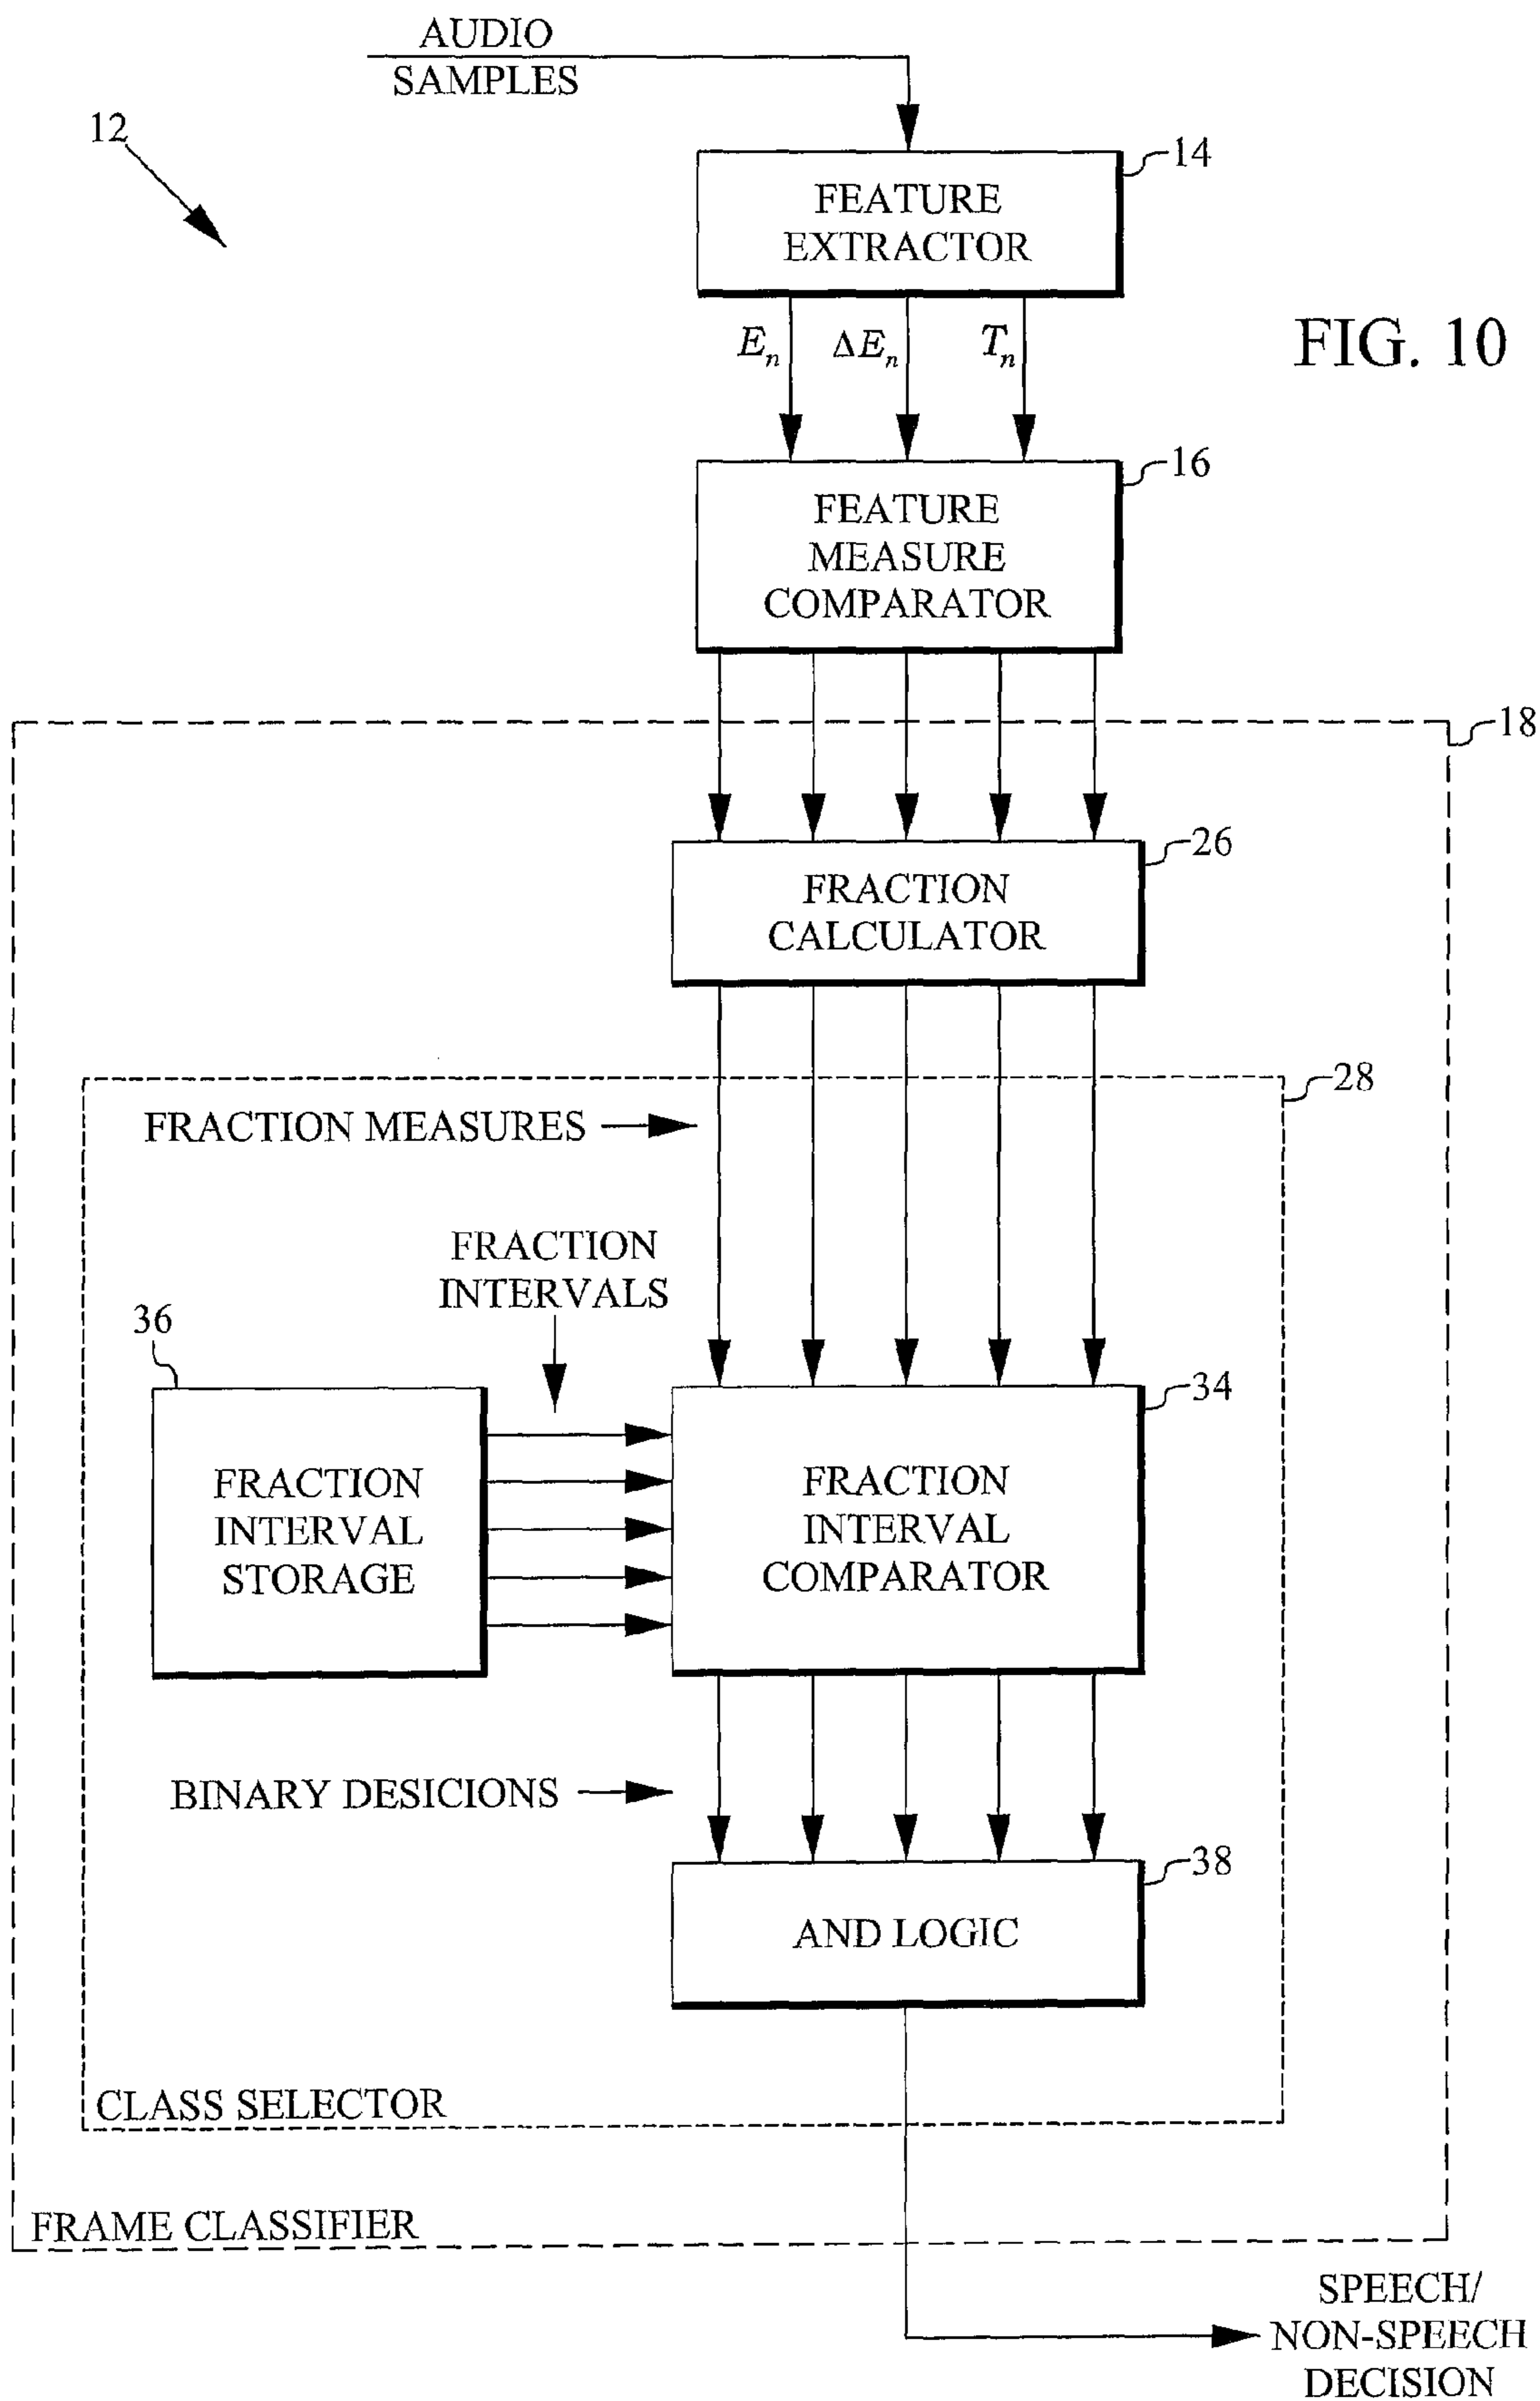 AUDIO
SAMPLES
12
14
FEATURE
EXTRACTOR
E_n
ΔE_n
T_n
FIG. 10
16
FEATURE
MEASURE
COMPARATOR
18
26
FRACTION
CALCULATOR
28
FRACTION MEASURES
FRACTION
INTERVALS
36
34
FRACTION
INTERVAL
STORAGE
FRACTION
INTERVAL
COMPARATOR
BINARY DESICIONS
38
AND LOGIC
CLASS SELECTOR
FRAME CLASSIFIER
SPEECH/
NON-SPEECH
DECISION